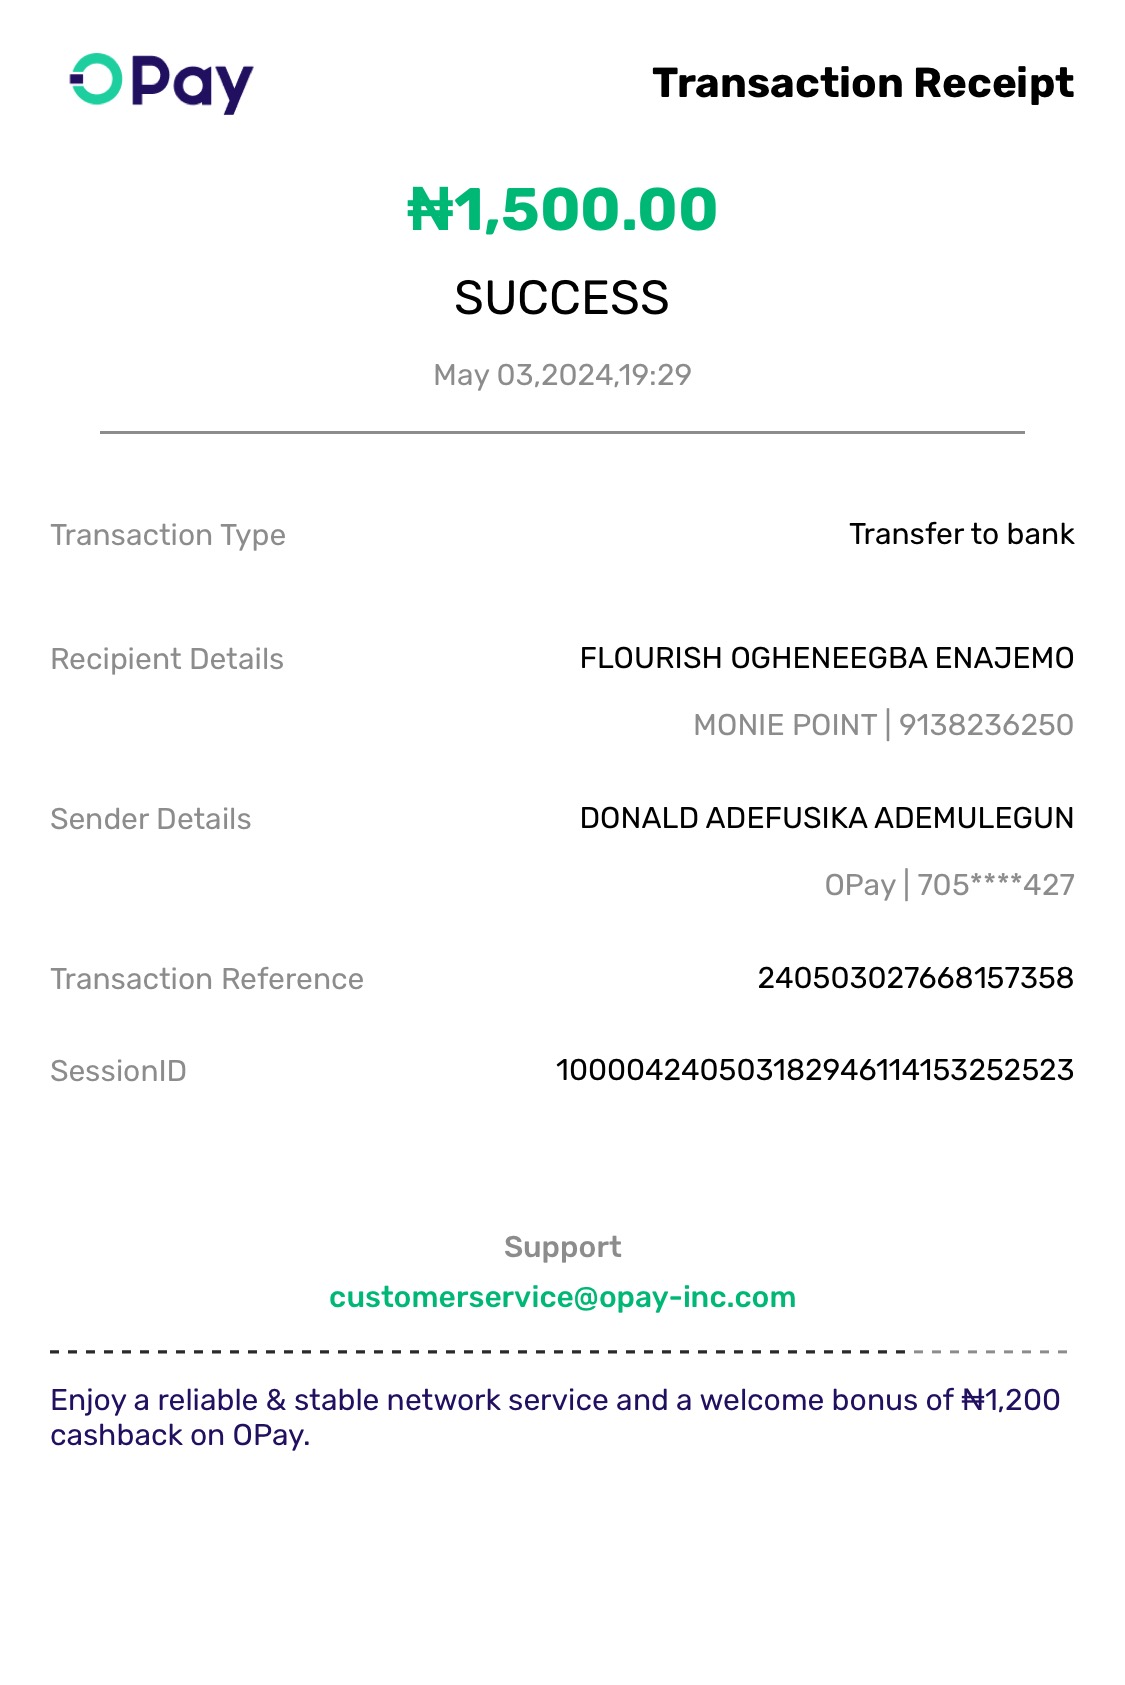 OPay
Transaction Receipt
₦1,500.00
SUCCESS
May 03,2024,19:29
Transaction Type
Transfer to bank
Recipient Details
FLOURISH OGHENEEGBA ENAJEMO
MONIE POINT | 9138236250
Sender Details
DONALD ADEFUSIKA ADEMULEGUN
OPay | 705****427
Transaction Reference
240503027668157358
SessionID
100004240503182946114153252523
Support
customerservice@opay-inc.com
Enjoy a reliable & stable network service and a welcome bonus of ₦1,200
cashback on OPay.